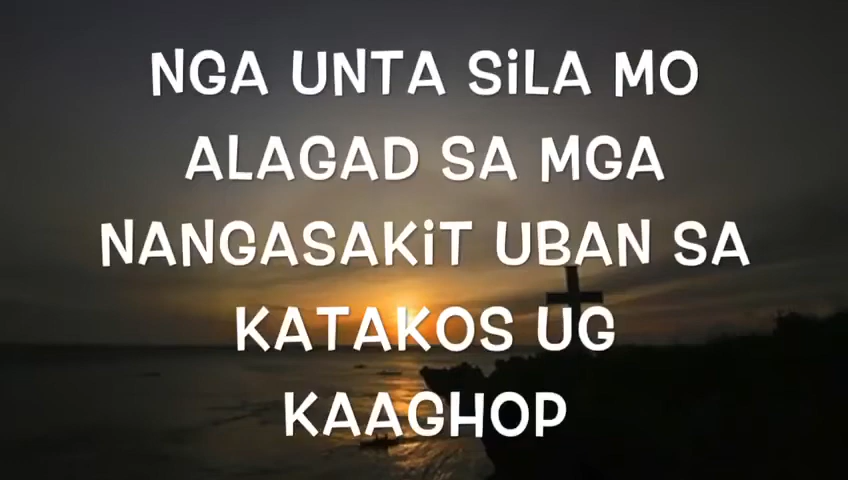 NGA UNTA SiLA MO
ALAGAD SA MGA
NANGASAKiT UBAN SA
KATAKOS UG
KAAGHOP